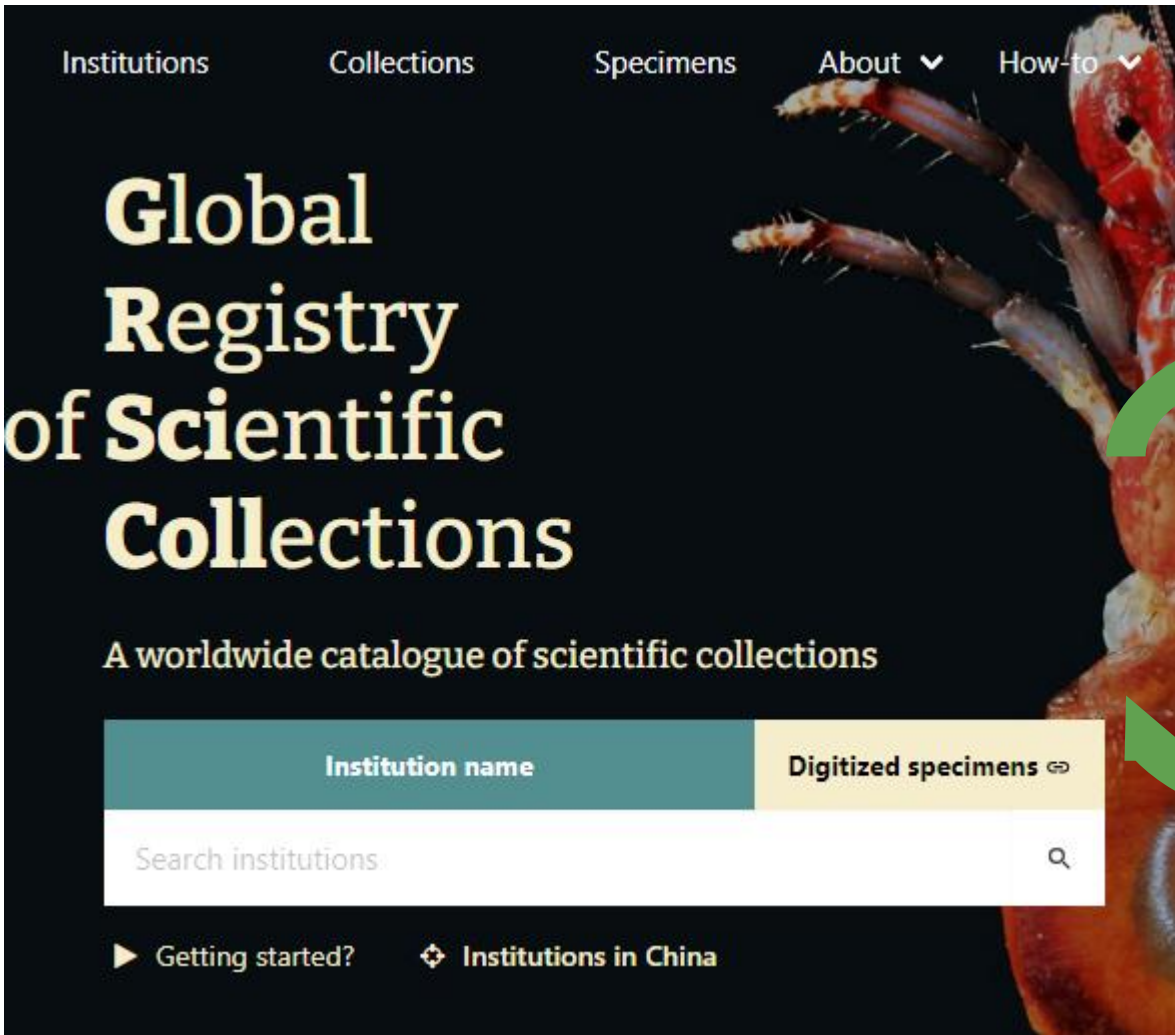 Institutions Collections Specimens About How-to
Global
Registry
of Scientific
Collections
A worldwide catalogue of scientific collections
Institution name Digitized specimens
Search institutions
Getting started? Institutions in China